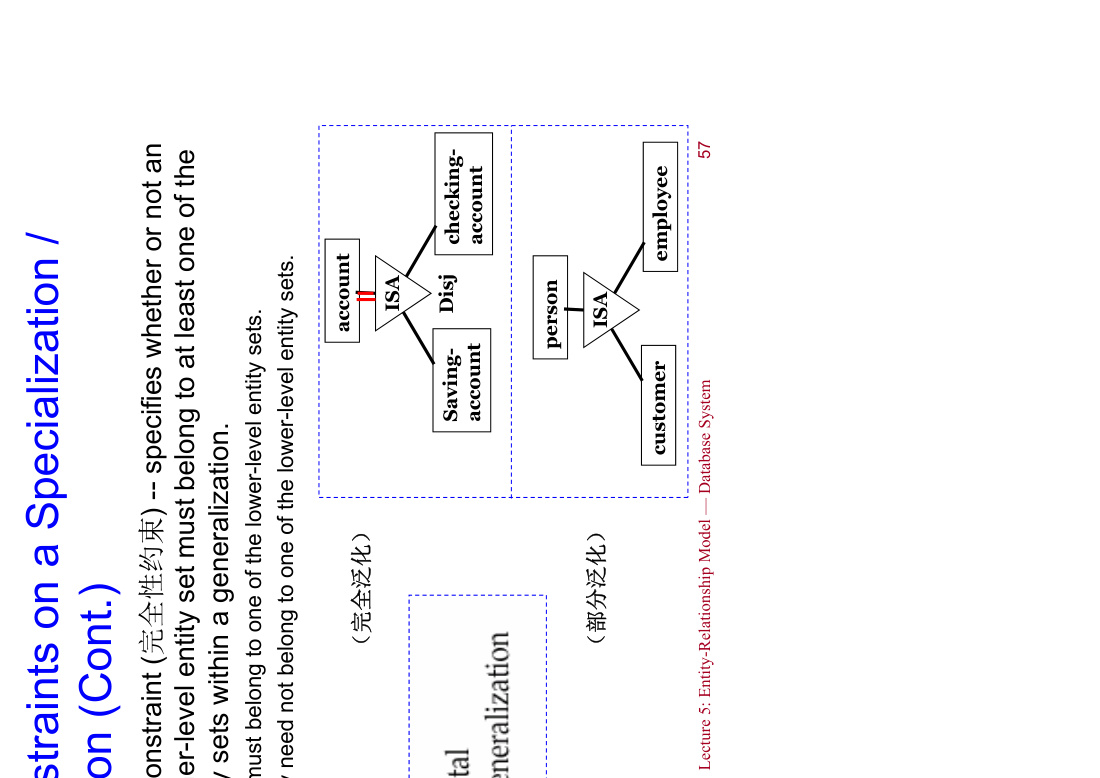 straints on a Specialization /
on (Cont.)
onstraint (完全性约束) -- specifies whether or not an
er-level entity set must belong to at least one of the
y sets within a generalization.
must belong to one of the lower-level entity sets.
y need not belong to one of the lower-level entity sets.
（完全泛化）
account
ISA
Saving-
account
Disj
checking-
account
tal
eneralization
（部分泛化）
person
ISA
customer
employee
Lecture 5: Entity-Relationship Model — Database System
57